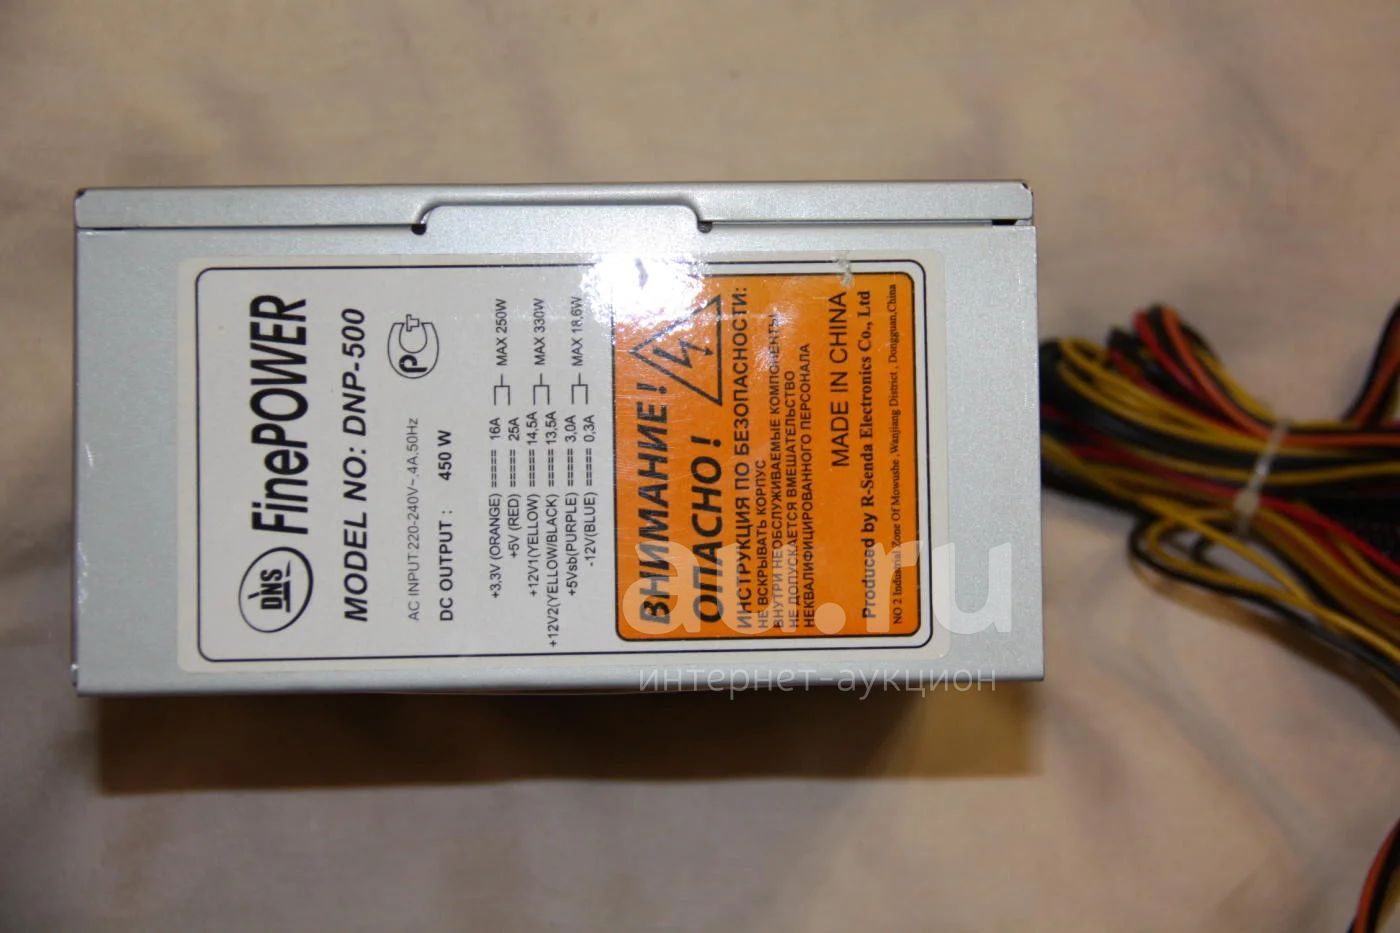 DNS FinePOWER
MODEL NO: DNP-500
AC INPUT:220-240V~,4A,50Hz
DC OUTPUT : 450 W
+3.3V (ORANGE) ===== 16A
+5V (RED) ===== 25A
MAX 250W
+12V1(YELLOW) ===== 14,5A
+12V2(YELLOW/BLACK) ===== 13,5A
MAX 330W
+5Vsb(PURPLE) ===== 3,0A
-12V(BLUE) ===== 0,3A
MAX 18,6W
РСТ
ВНИМАНИЕ !
ОПАСНО !
ИНСТРУКЦИЯ ПО БЕЗОПАСНОСТИ:
НЕ ВСКРЫВАТЬ КОРПУС
ВНУТРИ НЕОБСЛУЖИВАЕМЫЕ КОМПОНЕНТЫ
НЕ ДОПУСКАЕТСЯ ВМЕШАТЕЛЬСТВО
НЕКВАЛИФИЦИРОВАННОГО ПЕРСОНАЛА
MADE IN CHINA
Produced by R-Senda Electronics Co., Ltd
NO 2 Industrial Zone Of Mowushe , Wanjiang District , Dongguan,China
au.ru
интернет-аукцион